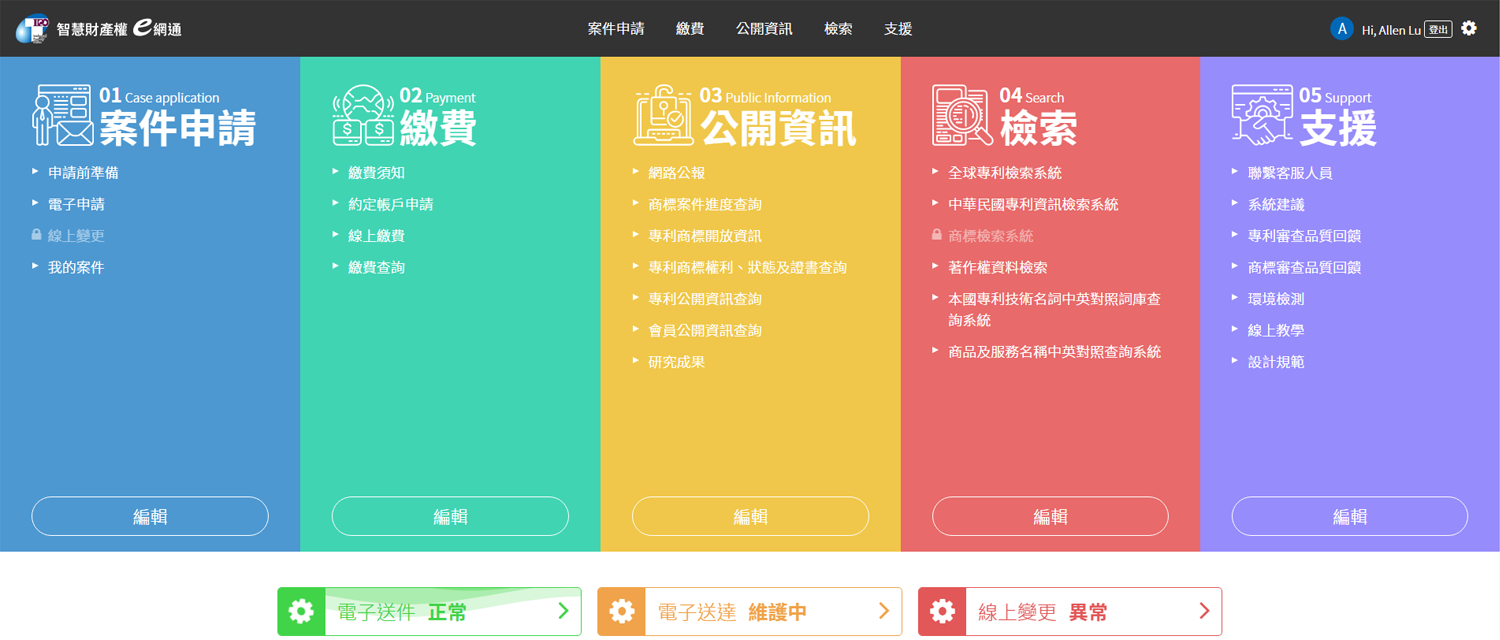 TIPO 智慧財產權 e網通
案件申請 繳費 公開資訊 檢索 支援
A Hi, Allen Lu 登出
01 Case application
案件申請
申請前準備
電子申請
線上變更
我的案件
編輯
02 Payment
繳費
繳費須知
約定帳戶申請
線上繳費
繳費查詢
編輯
03 Public Information
公開資訊
網路公報
商標案件進度查詢
專利商標開放資訊
專利商標權利、狀態及證書查詢
專利公開資訊查詢
會員公開資訊查詢
研究成果
編輯
04 Search
檢索
全球專利檢索系統
中華民國專利資訊檢索系統
商標檢索系統
著作權資料檢索
本國專利技術名詞中英對照詞庫查
詢系統
商品及服務名稱中英對照查詢系統
編輯
05 Support
支援
聯繫客服人員
系統建議
專利審查品質回饋
商標審查品質回饋
環境檢測
線上教學
設計規範
編輯
電子送件 正常
電子送達 維護中
線上變更 異常